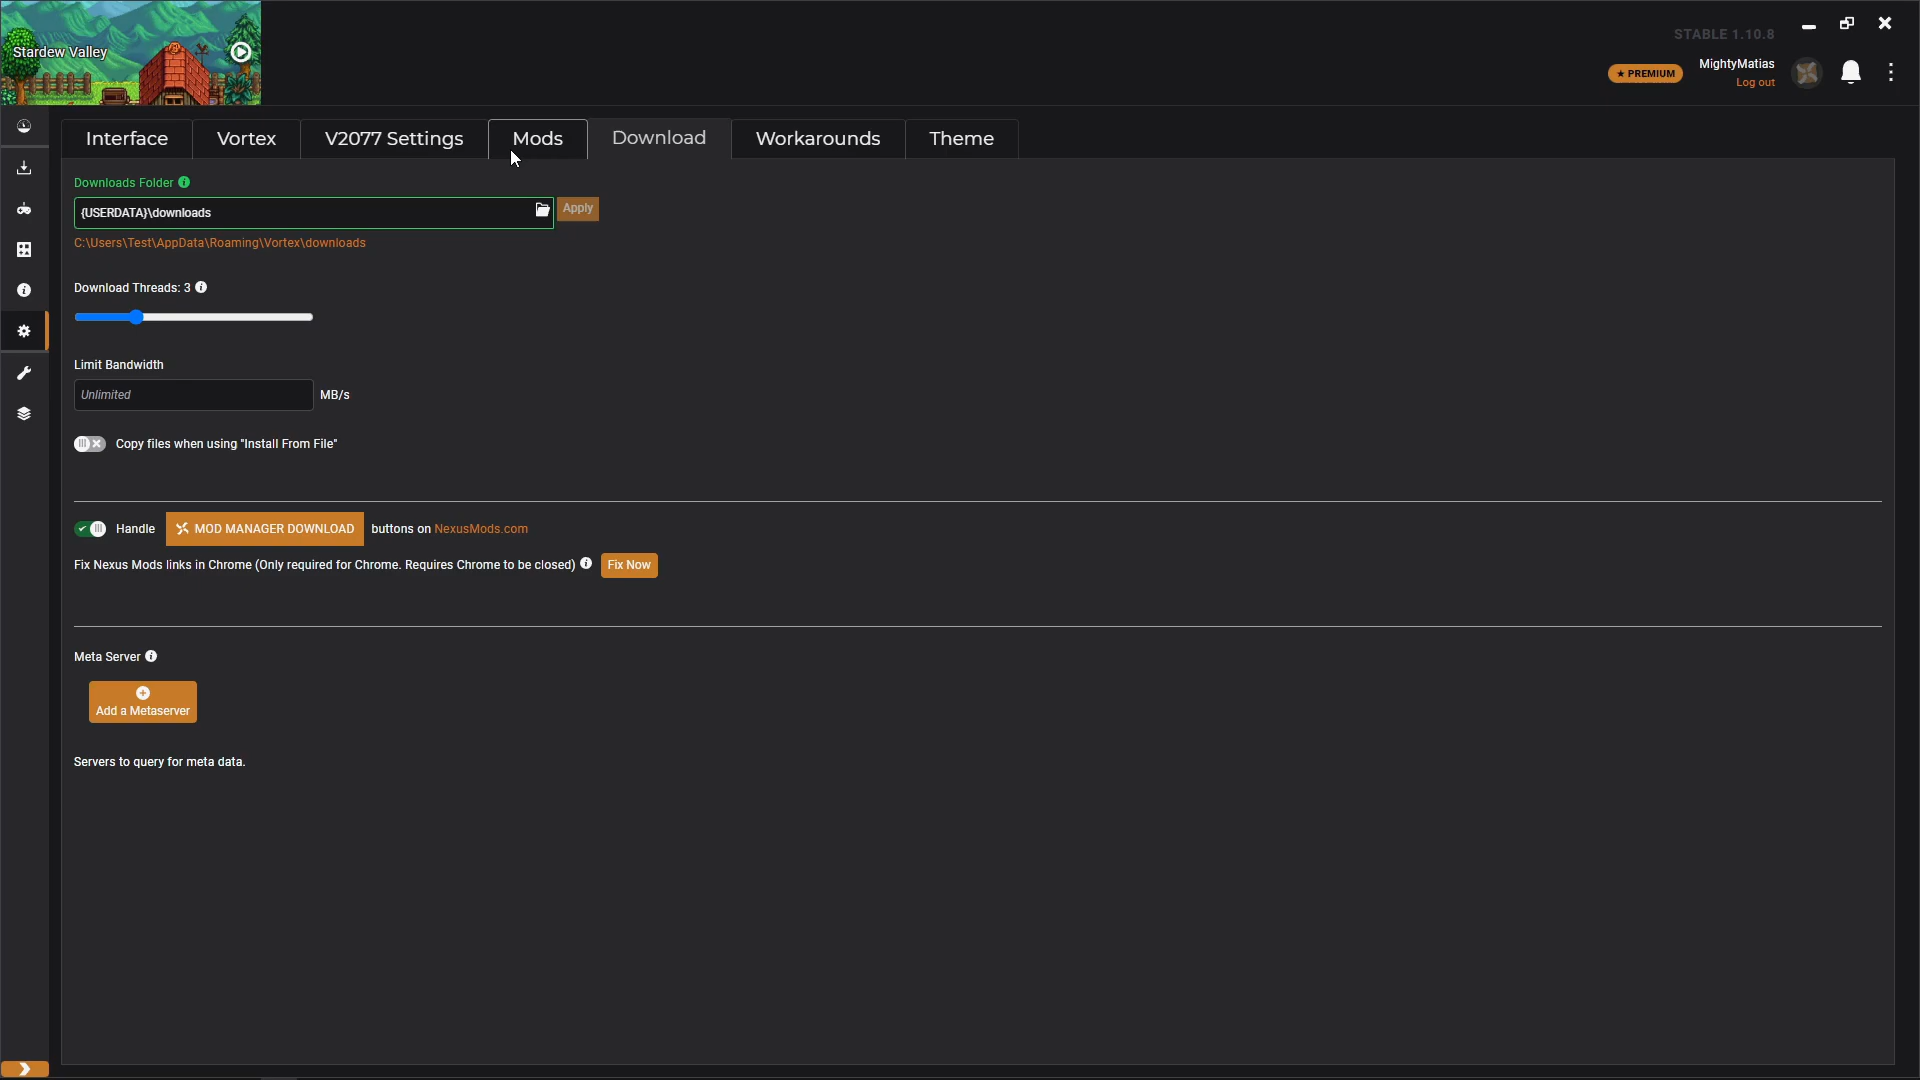 Stardew Valley
STABLE 1.10.8
PREMIUM
MightyMatias
Log out
Interface
Vortex
V2077 Settings
Mods
Download
Workarounds
Theme
Downloads Folder
{USERDATA}\downloads
Apply
C:\Users\Test\AppData\Roaming\Vortex\downloads
Download Threads: 3
Limit Bandwidth
Unlimited MB/s
Copy files when using "Install From File"
Handle MOD MANAGER DOWNLOAD buttons on NexusMods.com
Fix Nexus Mods links in Chrome (Only required for Chrome. Requires Chrome to be closed) Fix Now
Meta Server
Add a Metaserver
Servers to query for meta data.